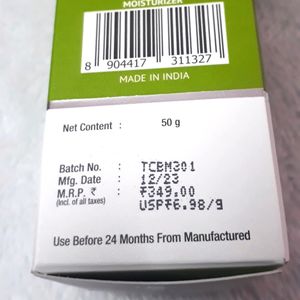 MOISTURIZER
8 904417 311327
MADE IN INDIA
Net Content : 50 g
Batch No. : TCBM301
Mfg. Date : 12/23
M.R.P. ₹ : ₹349.00
(Incl. of all taxes) USP₹6.98/g
Use Before 24 Months From Manufactured